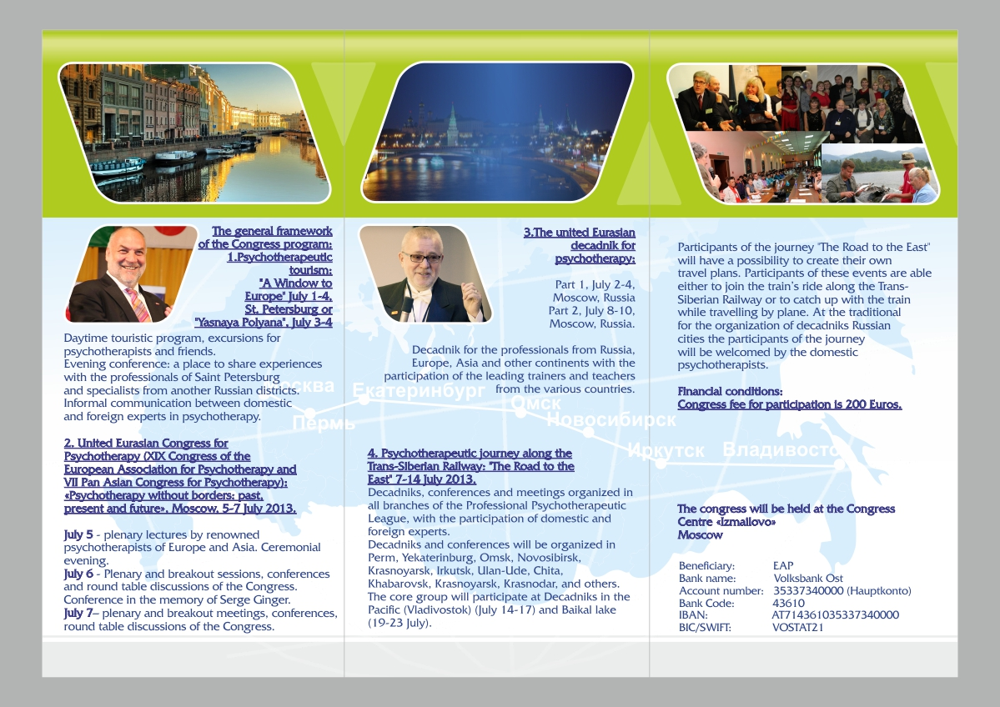 The general framework
of the Congress program:
1.Psychotherapeutic
tourism:
"A Window to
Europe" July 1-4,
St. Petersburg or
"Yasnaya Polyana", July 3-4
Daytime touristic program, excursions for
psychotherapists and friends.
Evening conference: a place to share experiences
with the professionals of Saint Petersburg
and specialists from another Russian districts.
Informal communication between domestic
and foreign experts in psychotherapy.
2. United Eurasian Congress for
Psychotherapy (XIX Congress of the
European Association for Psychotherapy and
VII Pan Asian Congress for Psychotherapy):
«Psychotherapy without borders: past,
present and future». Moscow. 5-7 July 2013.
July 5 - plenary lectures by renowned
psychotherapists of Europe and Asia. Ceremonial
evening.
July 6 - Plenary and breakout sessions, conferences
and round table discussions of the Congress.
Conference in the memory of Serge Ginger.
July 7– plenary and breakout meetings, conferences,
round table discussions of the Congress.
3.The united Eurasian
decadnik for
psychotherapy:
Part 1, July 2-4,
Moscow, Russia
Part 2, July 8-10,
Moscow, Russia.
Decadnik for the professionals from Russia,
Europe, Asia and other continents with the
participation of the leading trainers and teachers
from the various countries.
4. Psychotherapeutic journey along the
Trans-Siberian Railway: "The Road to the
East" 7-14 July 2013.
Decadniks, conferences and meetings organized in
all branches of the Professional Psychotherapeutic
League, with the participation of domestic and
foreign experts.
Decadniks and conferences will be organized in
Perm, Yekaterinburg, Omsk, Novosibirsk,
Krasnoyarsk, Irkutsk, Ulan-Ude, Chita,
Khabarovsk, Krasnoyarsk, Krasnodar, and others.
The core group will participate at Decadniks in the
Pacific (Vladivostok) (July 14-17) and Baikal lake
(19-23 July).
Participants of the journey "The Road to the East"
will have a possibility to create their own
travel plans. Participants of these events are able
either to join the train's ride along the Trans-
Siberian Railway or to catch up with the train
while travelling by plane. At the traditional
for the organization of decadniks Russian
cities the participants of the journey
will be welcomed by the domestic
psychotherapists.
Financial conditions:
Congress fee for participation is 200 Euros.
The congress will be held at the Congress
Centre «Izmailovo»
Moscow
Beneficiary: EAP
Bank name: Volksbank Ost
Account number: 35337340000 (Hauptkonto)
Bank Code: 43610
IBAN: AT714361035337340000
BIC/SWIFT: VOSTAT21
Пермь
Екатеринбург
Омск
Новосибирск
Иркутск